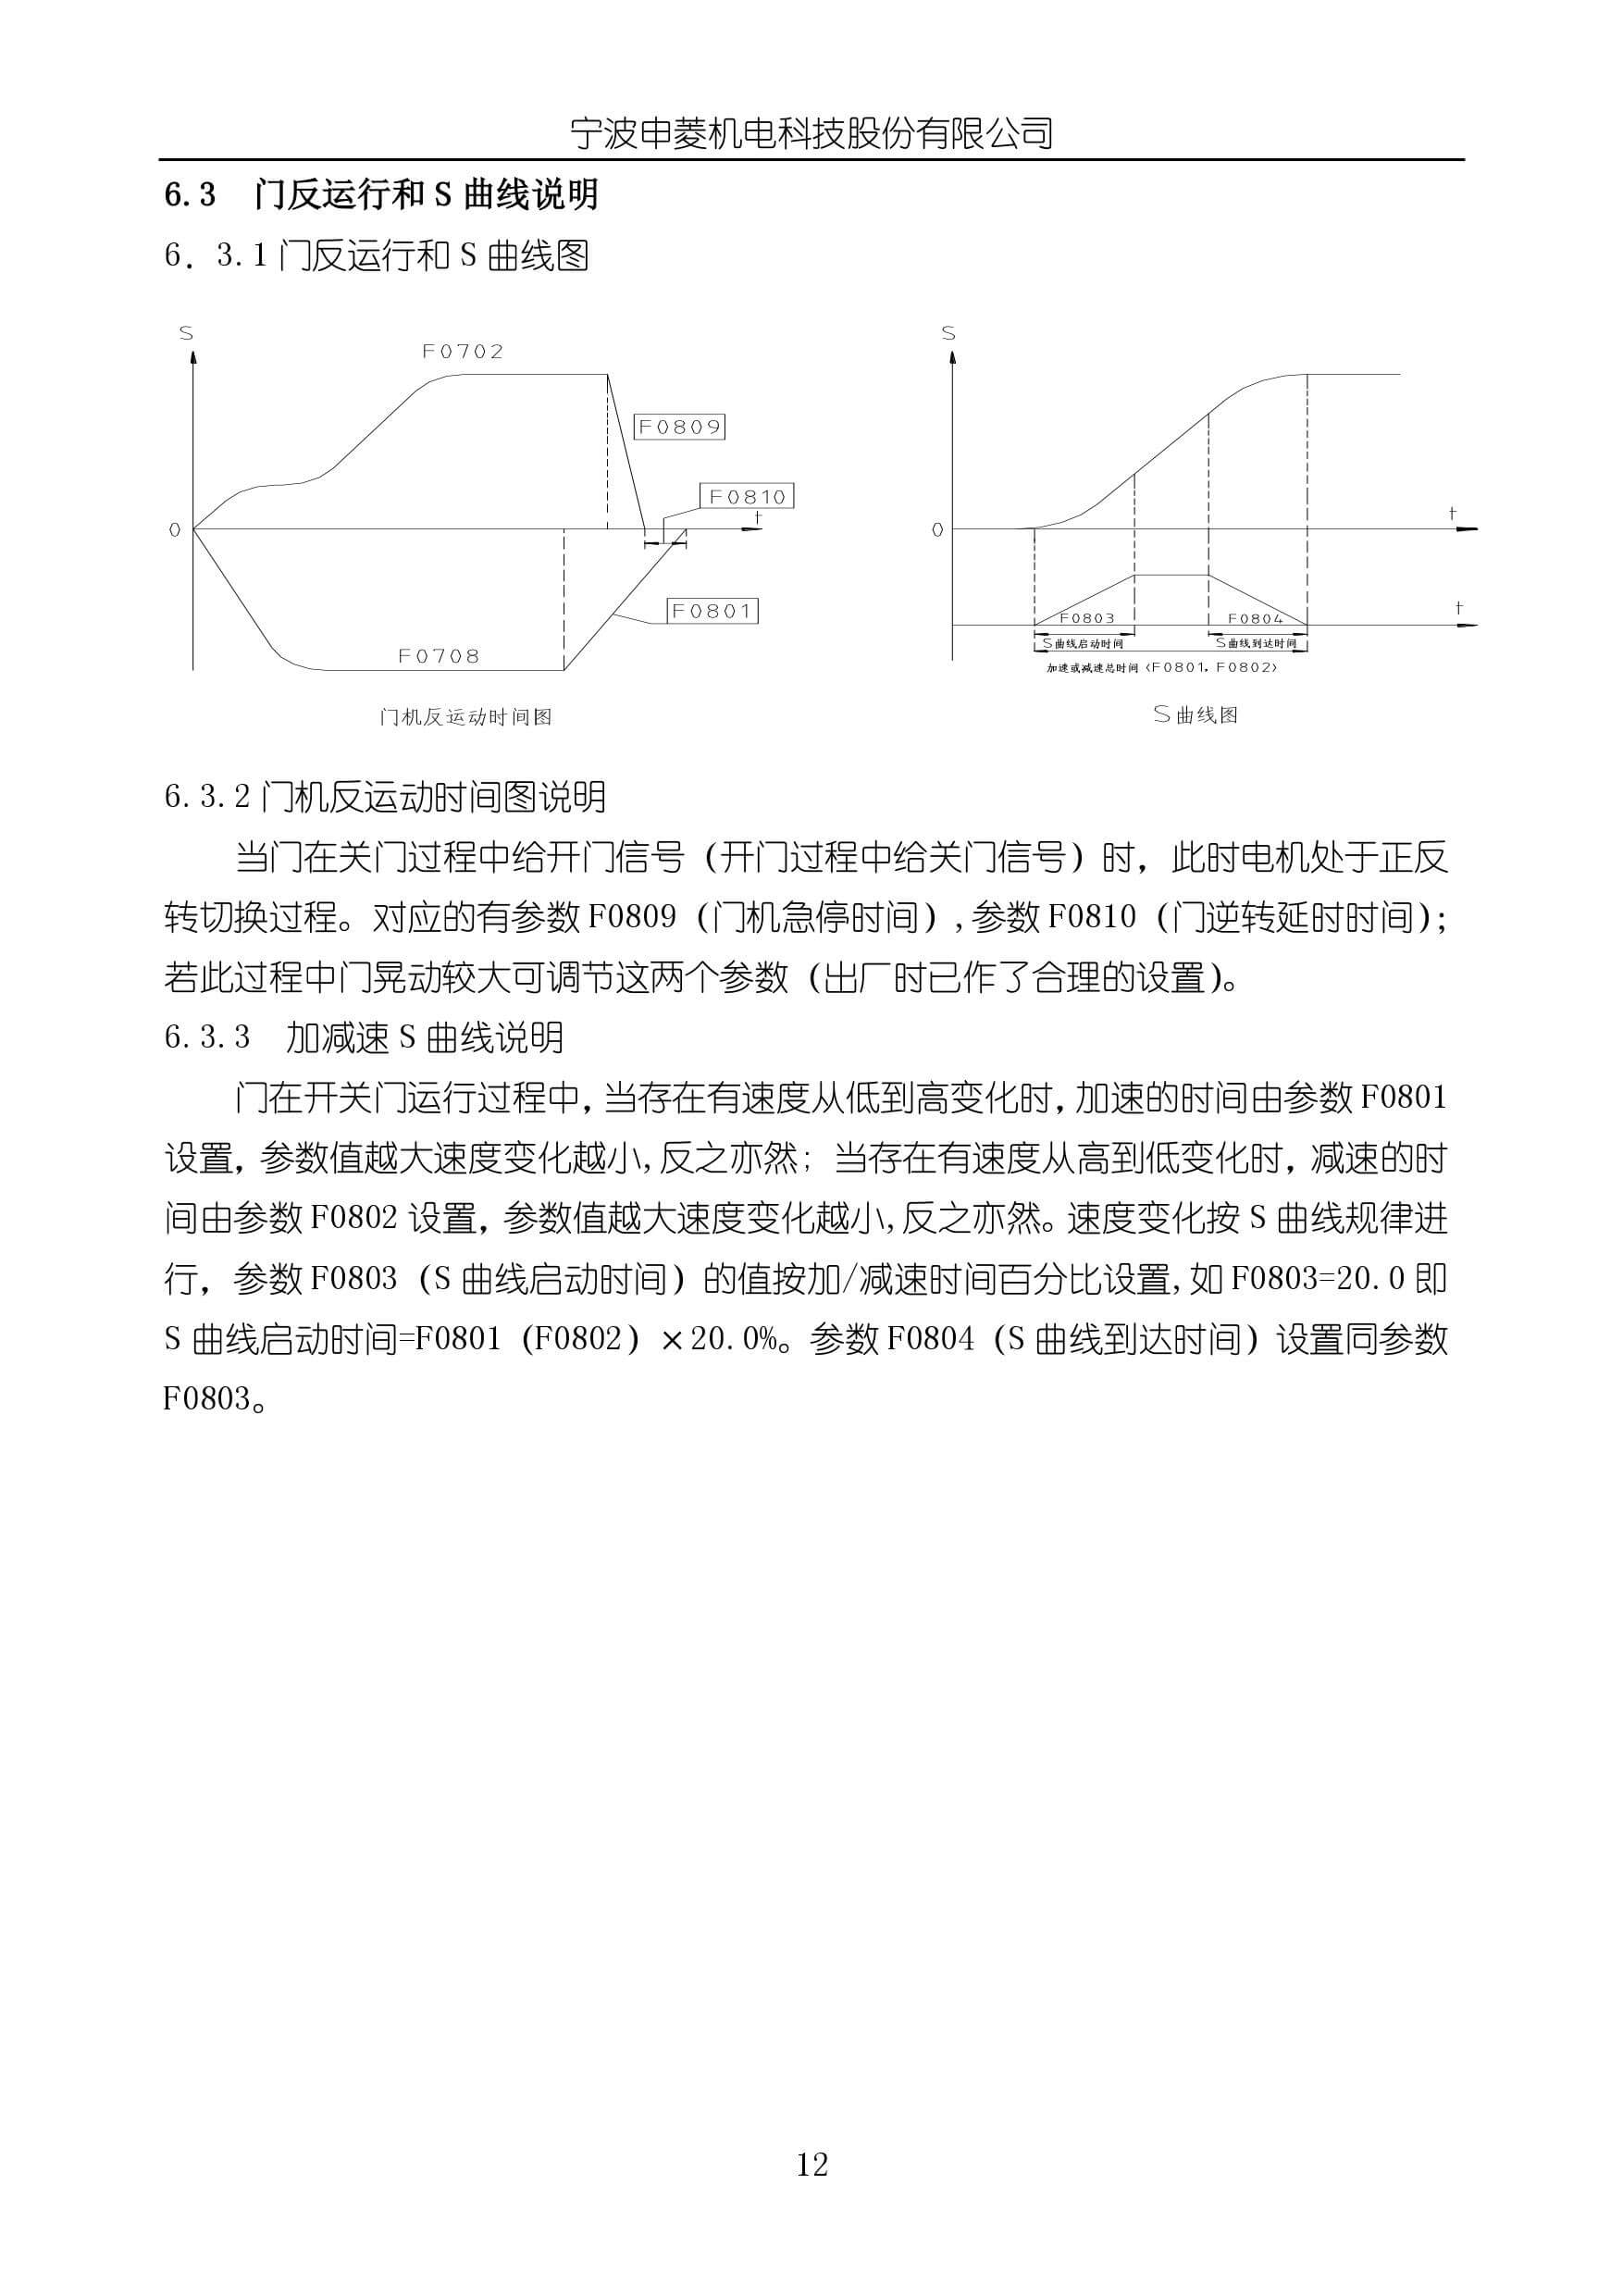 宁波申菱机电科技股份有限公司
6.3 门反运行和 S 曲线说明
6. 3.1 门反运行和 S 曲线图
S
F0702
F0809
F0810
t
0
F0801
F0708
门机反运动时间图
S
t
0
t
F0803
F0804
S曲线启动时间
S曲线到达时间
加速或减速总时间（F0801，F0802）
S曲线图
6.3.2 门机反运动时间图说明
当门在关门过程中给开门信号（开门过程中给关门信号）时，此时电机处于正反
转切换过程。对应的有参数 F0809（门机急停时间）,参数 F0810（门逆转延时时间）；
若此过程中门晃动较大可调节这两个参数（出厂时已作了合理的设置）。
6.3.3 加减速 S 曲线说明
门在开关门运行过程中，当存在有速度从低到高变化时，加速的时间由参数 F0801
设置，参数值越大速度变化越小,反之亦然；当存在有速度从高到低变化时，减速的时
间由参数 F0802 设置，参数值越大速度变化越小,反之亦然。速度变化按 S 曲线规律进
行，参数 F0803（S 曲线启动时间）的值按加/减速时间百分比设置,如 F0803=20.0 即
S 曲线启动时间=F0801（F0802）×20.0%。参数 F0804（S 曲线到达时间）设置同参数
F0803。
12